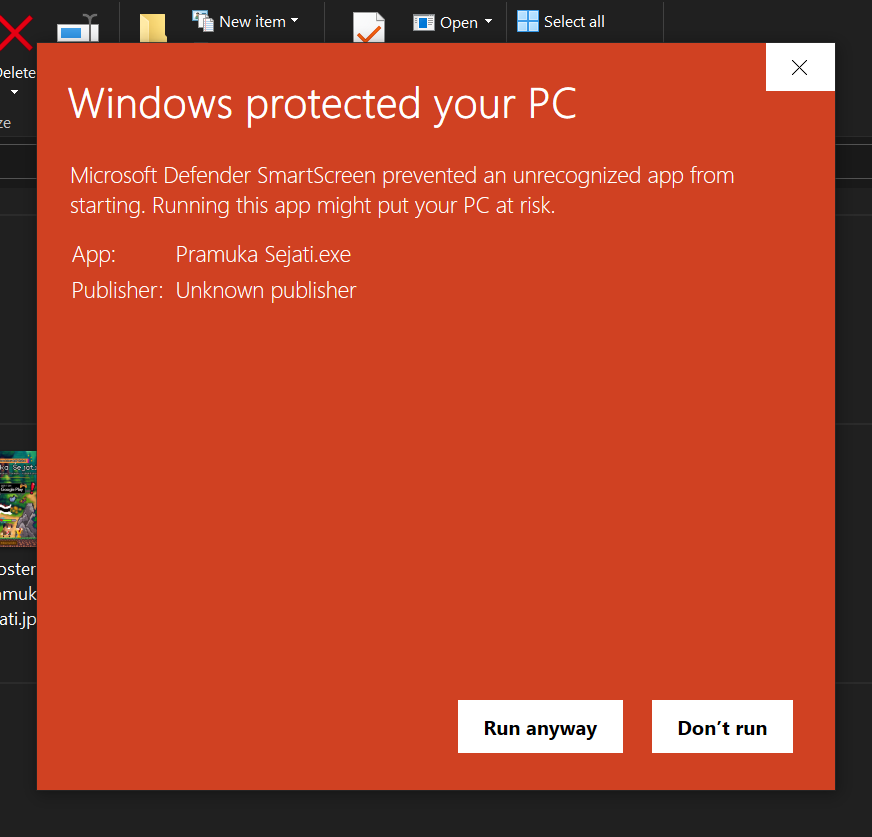 New item
Open
Select all
Delete
ze
Windows protected your PC
Microsoft Defender SmartScreen prevented an unrecognized app from
starting. Running this app might put your PC at risk.
App: Pramuka Sejati.exe
Publisher: Unknown publisher
Google Play
oster
amuk
ati.jp
Run anyway
Don't run